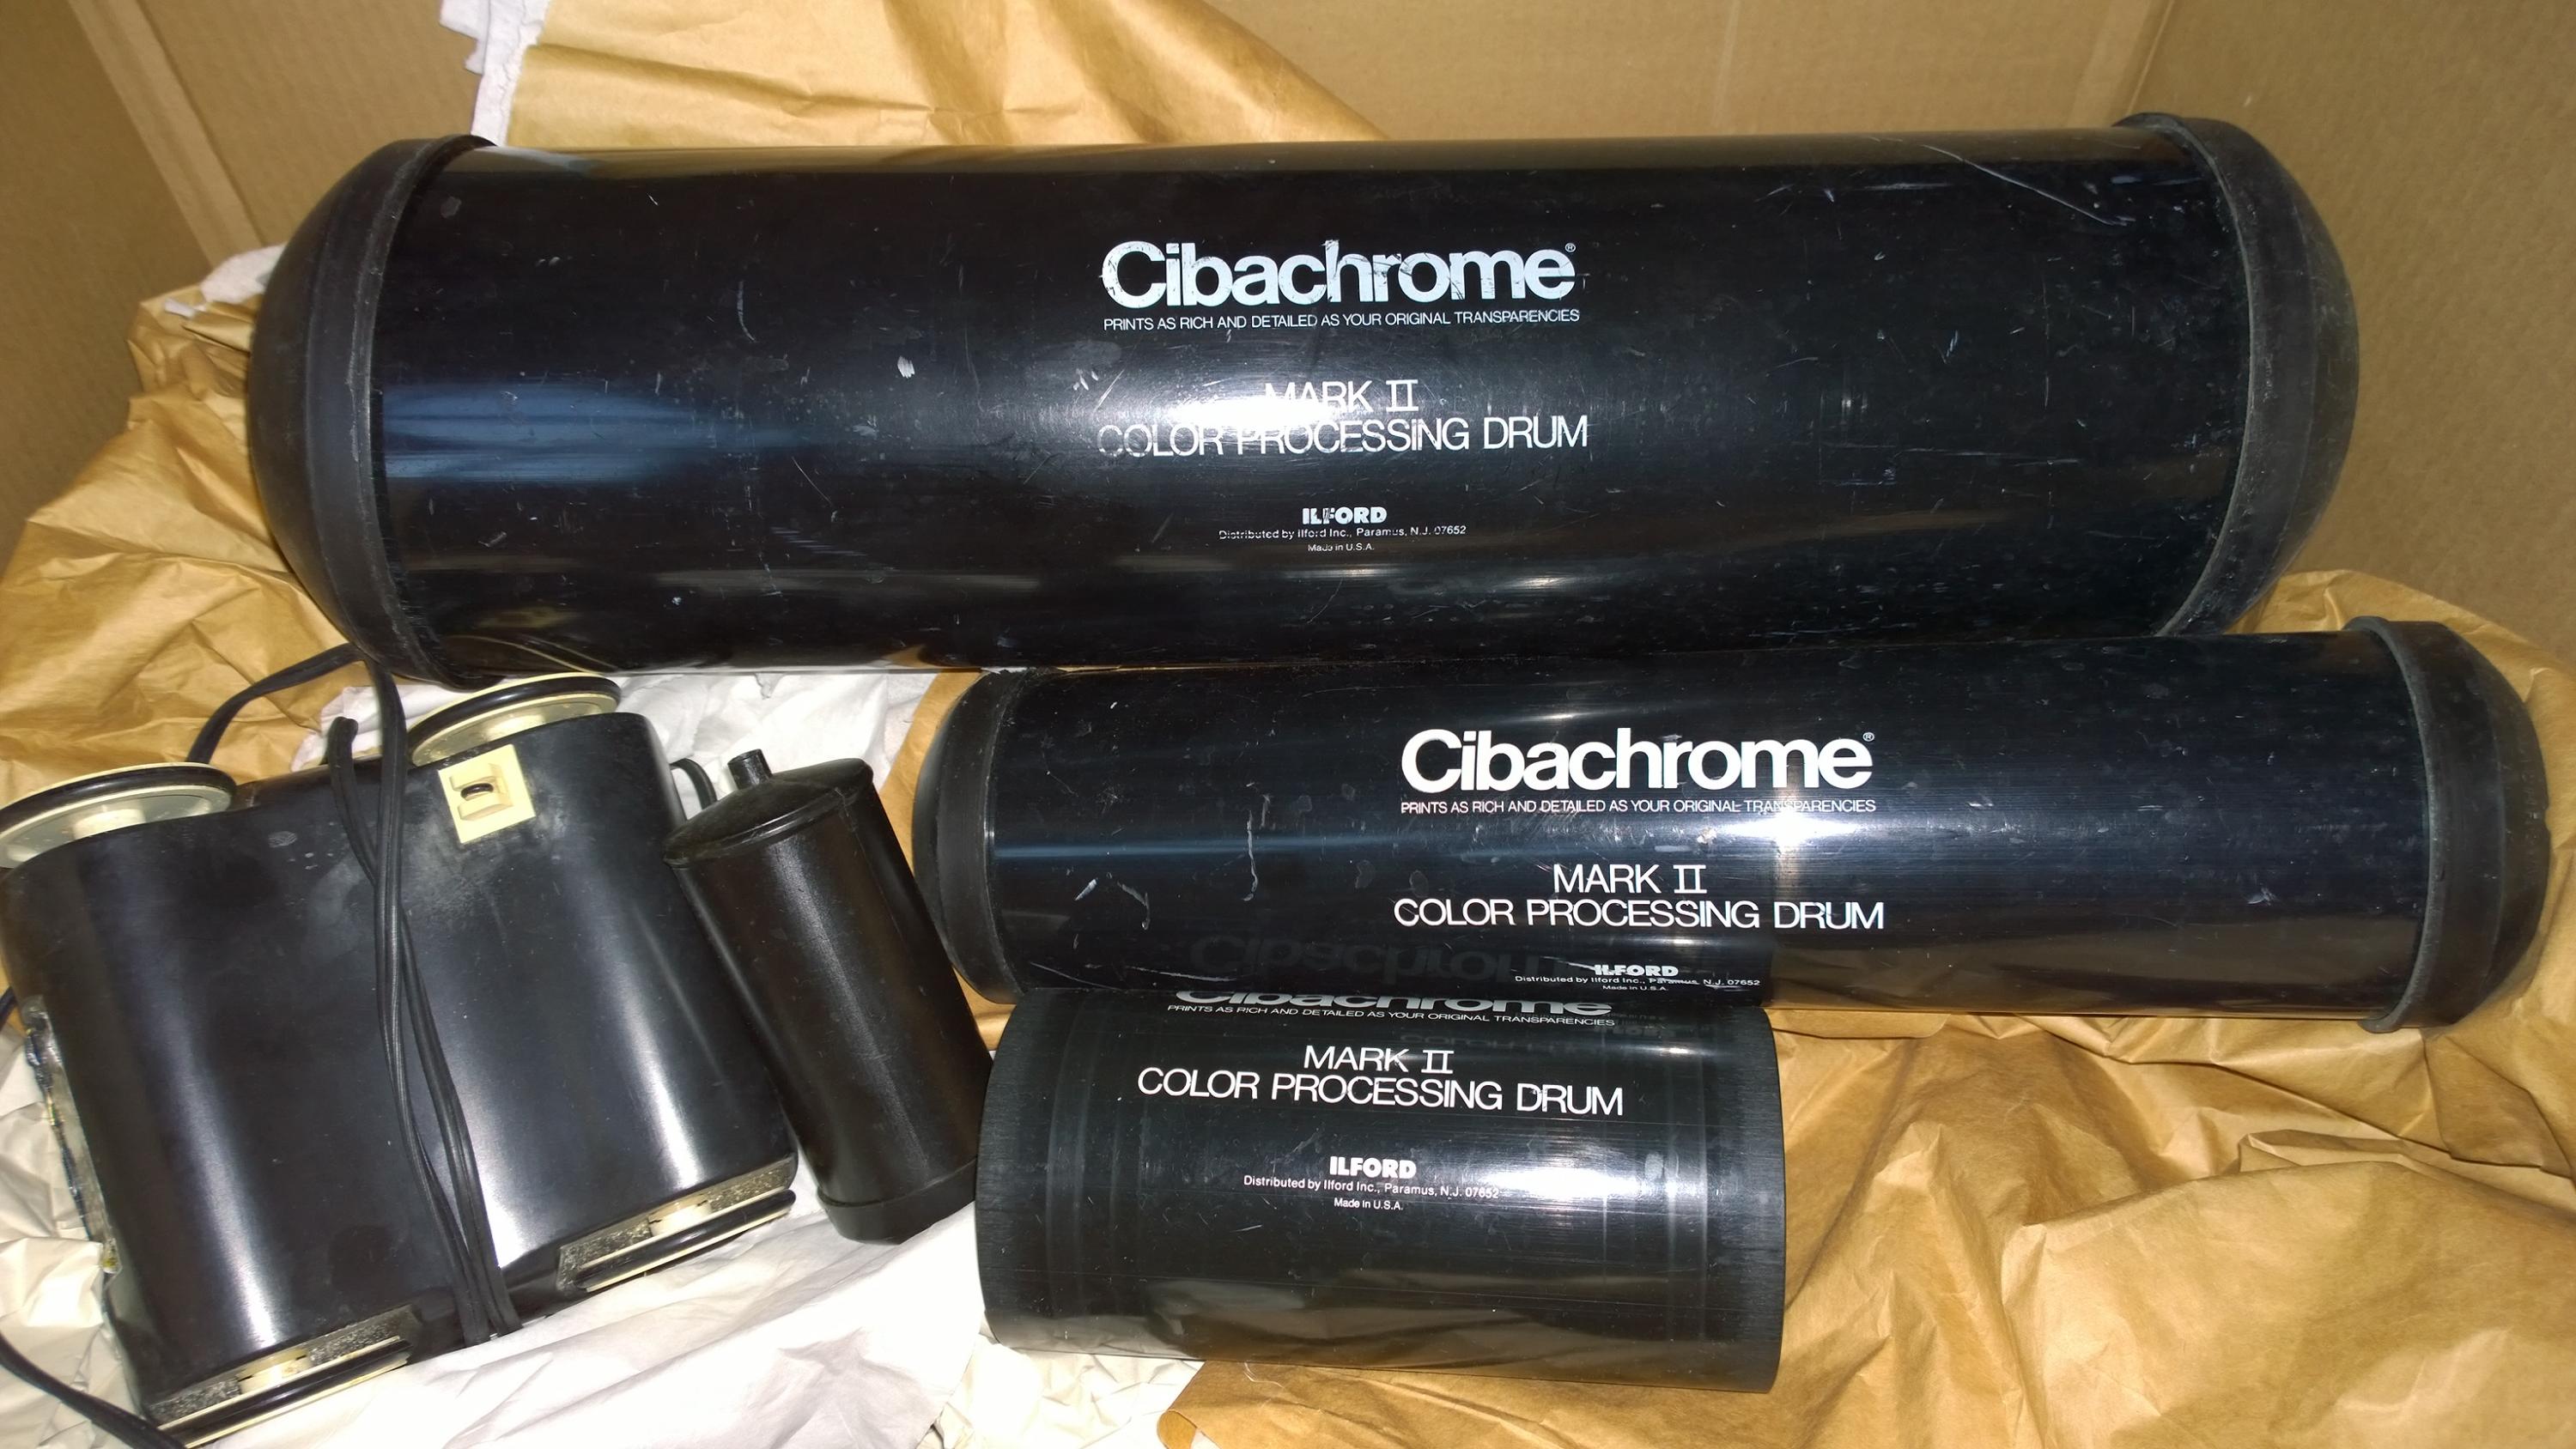 Cibachrome®
PRINTS AS RICH AND DETAILED AS YOUR ORIGINAL TRANSPARENCIES
MARK II
COLOR PROCESSING DRUM
ILFORD
Distributed by Ilford Inc., Paramus, N.J. 07652
Made in U.S.A.
Cibachrome®
PRINTS AS RICH AND DETAILED AS YOUR ORIGINAL TRANSPARENCIES
MARK II
COLOR PROCESSING DRUM
ILFORD
Distributed by Ilford Inc., Paramus, N.J. 07652
Made in U.S.A.
Cibachrome
PRINTS AS RICH AND DETAILED AS YOUR ORIGINAL TRANSPARENCIES
MARK II
COLOR PROCESSING DRUM
ILFORD
Distributed by Ilford Inc., Paramus, N.J. 07652
Made in U.S.A.